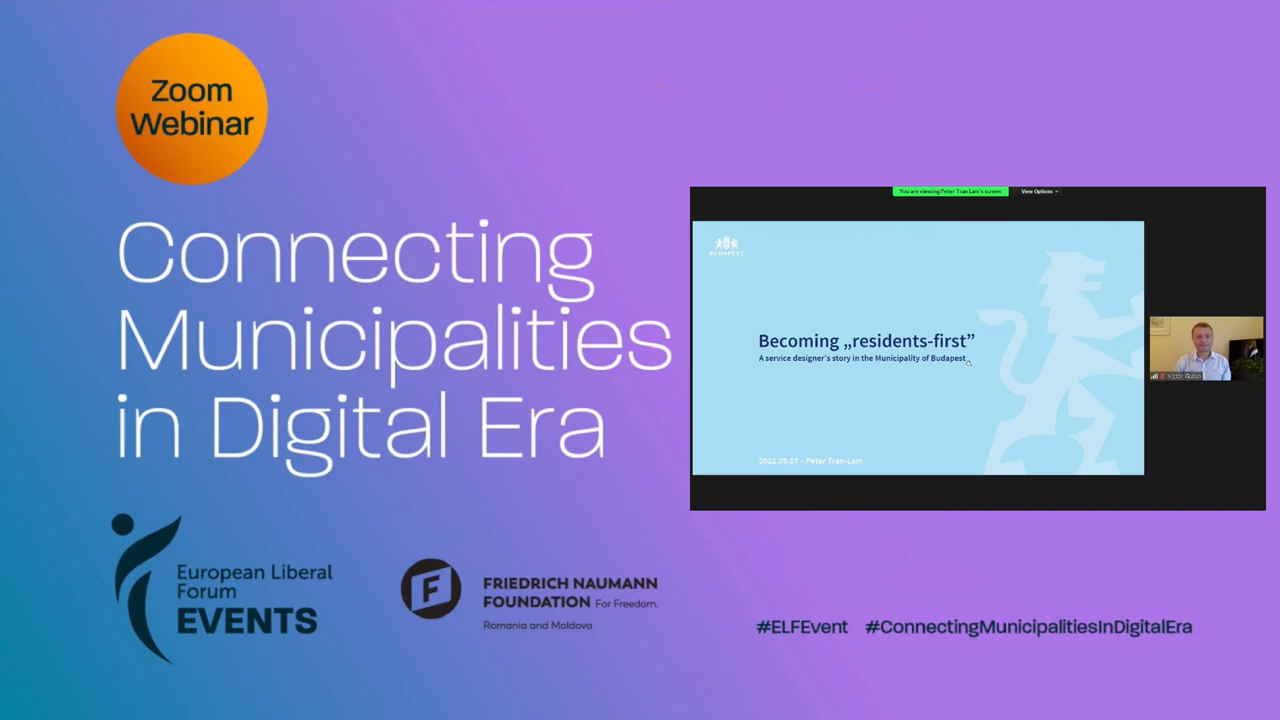 Zoom
Webinar
Connecting
Municipalities
in Digital Era
European Liberal
Forum
EVENTS
F
FRIEDRICH NAUMANN
FOUNDATION For Freedom.
Romania and Moldova
You are viewing Peter Tran Lam's screen
View Options
BUDAPEST
Becoming „residents-first”
A service designer's story in the Municipality of Budapest
2021.09.07 – Peter Tran-Lam
Victor Guzun
#ELFEvent #ConnectingMunicipalitiesInDigitalEra